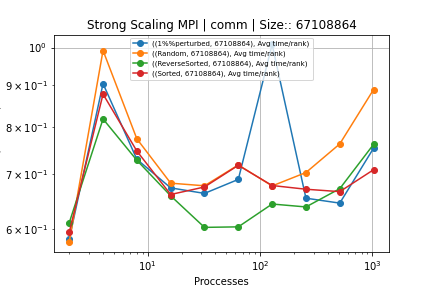 Strong Scaling MPI | comm | Size:: 67108864
((1%%perturbed, 67108864), Avg time/rank)
((Random, 67108864), Avg time/rank)
((ReverseSorted, 67108864), Avg time/rank)
((Sorted, 67108864), Avg time/rank)
10⁰
9 × 10⁻¹
8 × 10⁻¹
7 × 10⁻¹
6 × 10⁻¹
10¹ 10² 10³
Proccesses